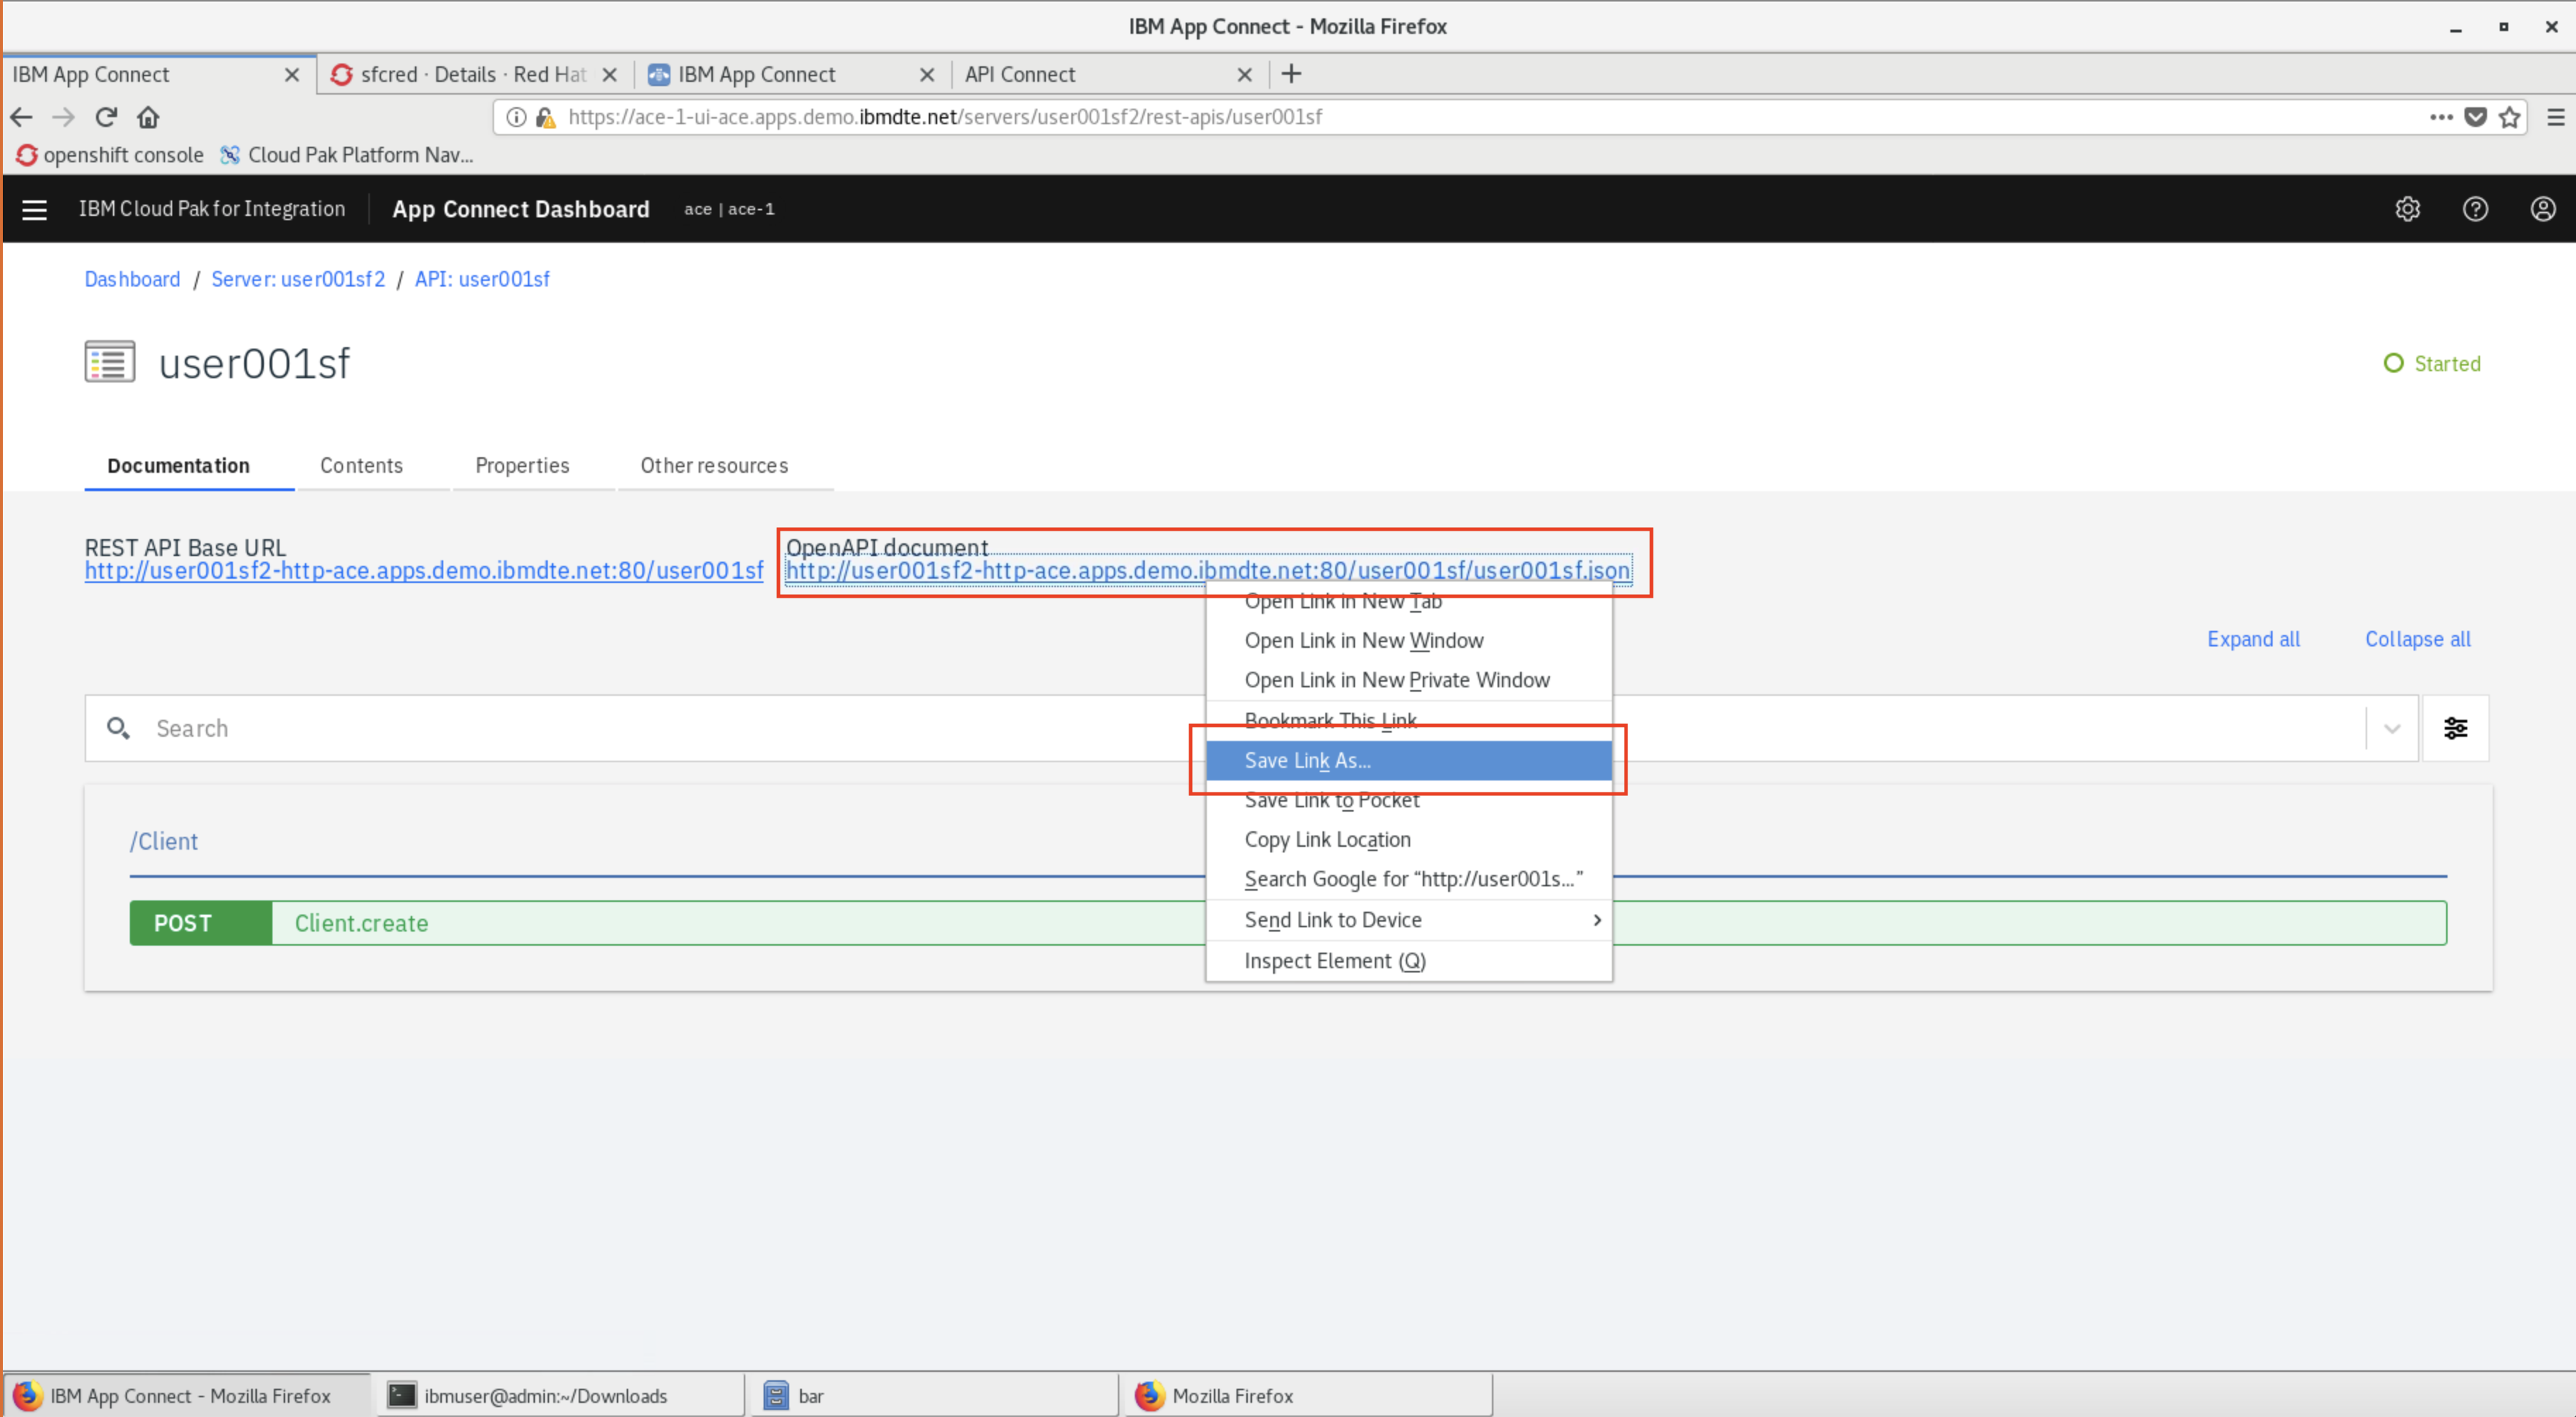 IBM App Connect - Mozilla Firefox
IBM App Connect
sfcred · Details · Red Hat
IBM App Connect
API Connect
https://ace-1-ui-ace.apps.demo.ibmdte.net/servers/user001sf2/rest-apis/user001sf
openshift console
Cloud Pak Platform Nav...
IBM Cloud Pak for Integration
App Connect Dashboard
ace | ace-1
Dashboard / Server: user001sf2 / API: user001sf
user001sf
Started
Documentation
Contents
Properties
Other resources
REST API Base URL
http://user001sf2-http-ace.apps.demo.ibmdte.net:80/user001sf
OpenAPI document
http://user001sf2-http-ace.apps.demo.ibmdte.net:80/user001sf/user001sf.json
Open Link in New Tab
Open Link in New Window
Open Link in New Private Window
Bookmark This Link
Save Link As...
Save Link to Pocket
Copy Link Location
Search Google for “http://user001s...”
Send Link to Device
Inspect Element (Q)
Expand all
Collapse all
Search
/Client
POST
Client.create
IBM App Connect - Mozilla Firefox
ibmuser@admin:~/Downloads
bar
Mozilla Firefox